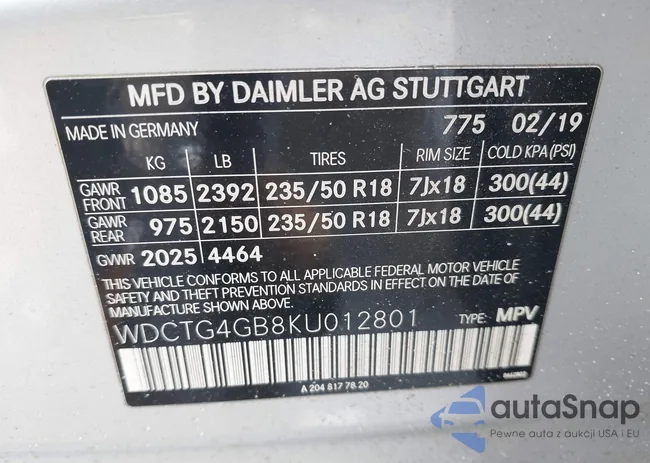 MFD BY DAIMLER AG STUTTGART
MADE IN GERMANY 775 02/19
KG LB TIRES RIM SIZE COLD KPA(PSI)
GAWR FRONT 1085 2392 235/50 R18 7Jx18 300(44)
GAWR REAR 975 2150 235/50 R18 7Jx18 300(44)
GVWR 2025 4464
THIS VEHICLE CONFORMS TO ALL APPLICABLE FEDERAL MOTOR VEHICLE
SAFETY AND THEFT PREVENTION STANDARDS IN EFFECT ON THE DATE OF
MANUFACTURE SHOWN ABOVE.
WDCTG4GB8KU012801 TYPE: MPV
A 204 817 78 20
autaSnap
Pewne auta z aukcji USA i EU